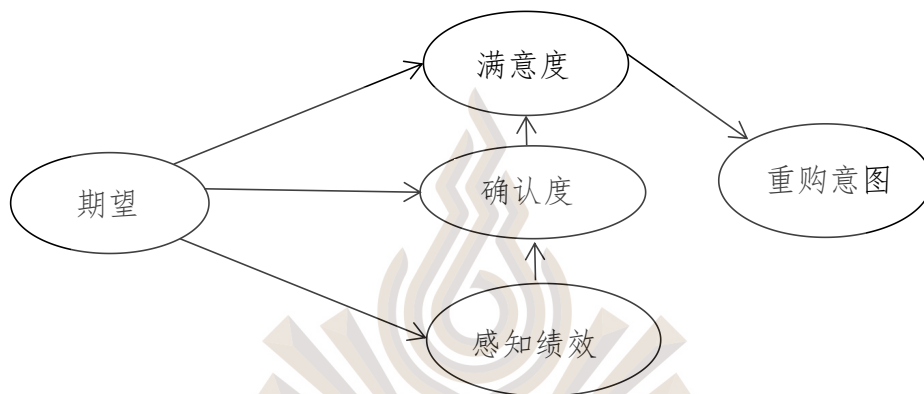 满意度
期望
确认度
重购意图
感知绩效